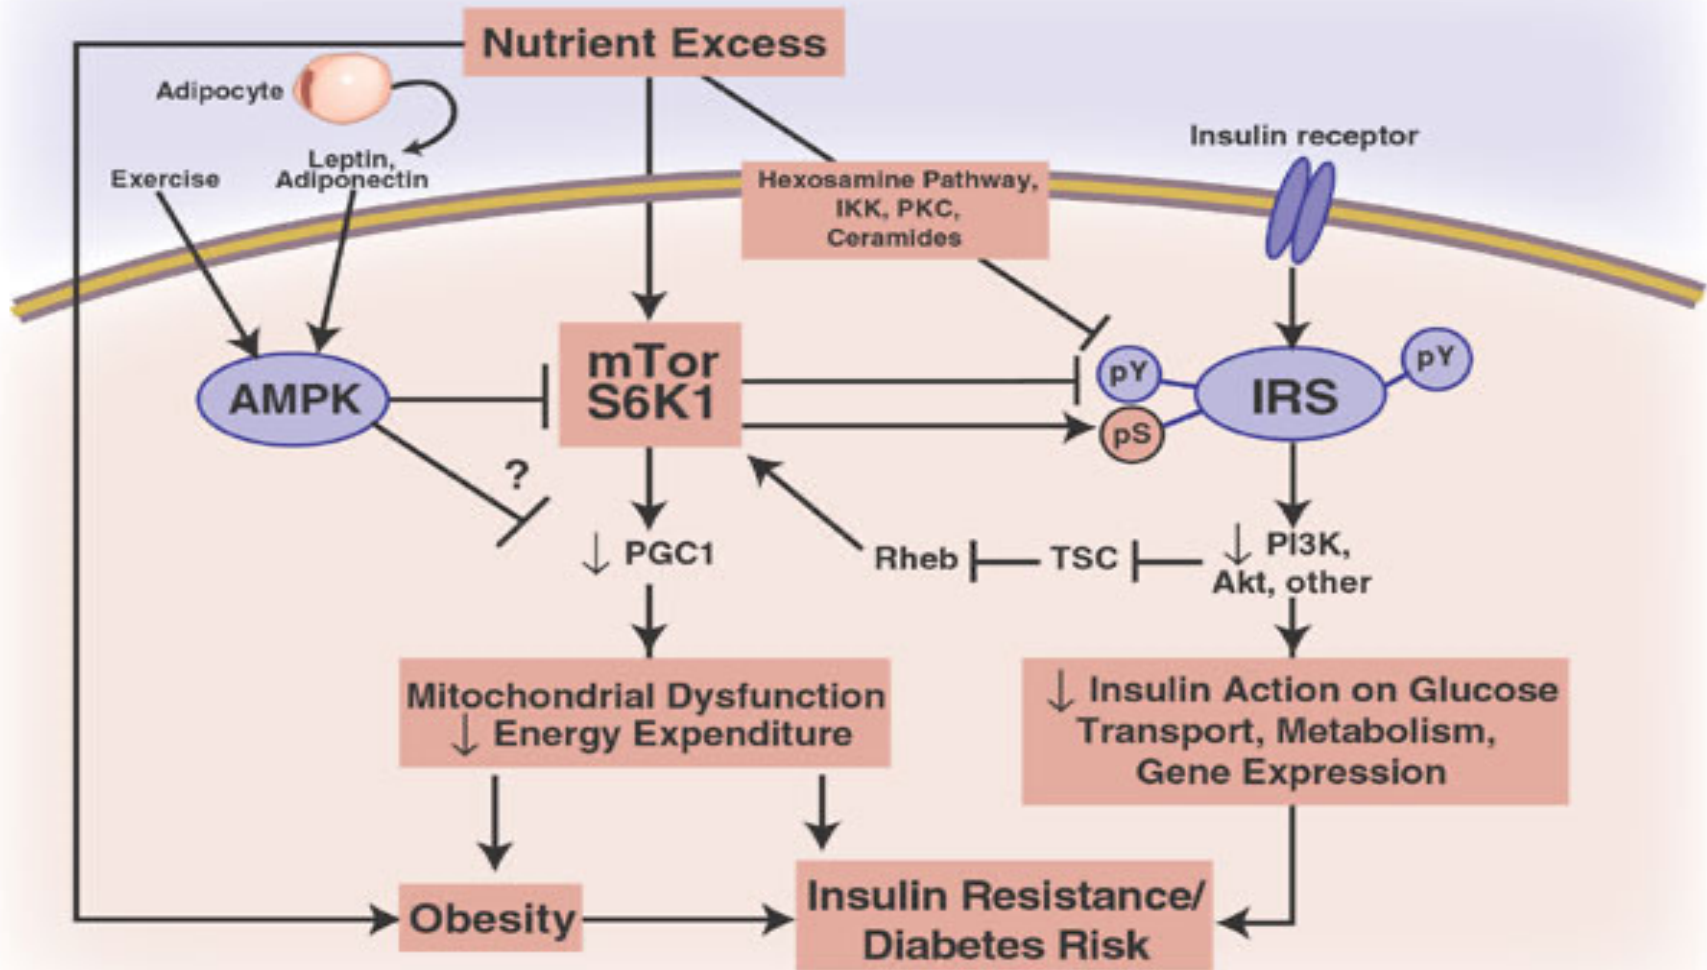 Nutrient Excess
Adipocyte
Leptin,
Adiponectin
Exercise
Insulin receptor
Hexosamine Pathway,
IKK, PKC,
Ceramides
AMPK
mTor
S6K1
pY
pS
IRS
pY
?
↓ PGC1
Rheb
TSC
↓ PI3K,
Akt, other
Mitochondrial Dysfunction
↓ Energy Expenditure
↓ Insulin Action on Glucose
Transport, Metabolism,
Gene Expression
Obesity
Insulin Resistance/
Diabetes Risk